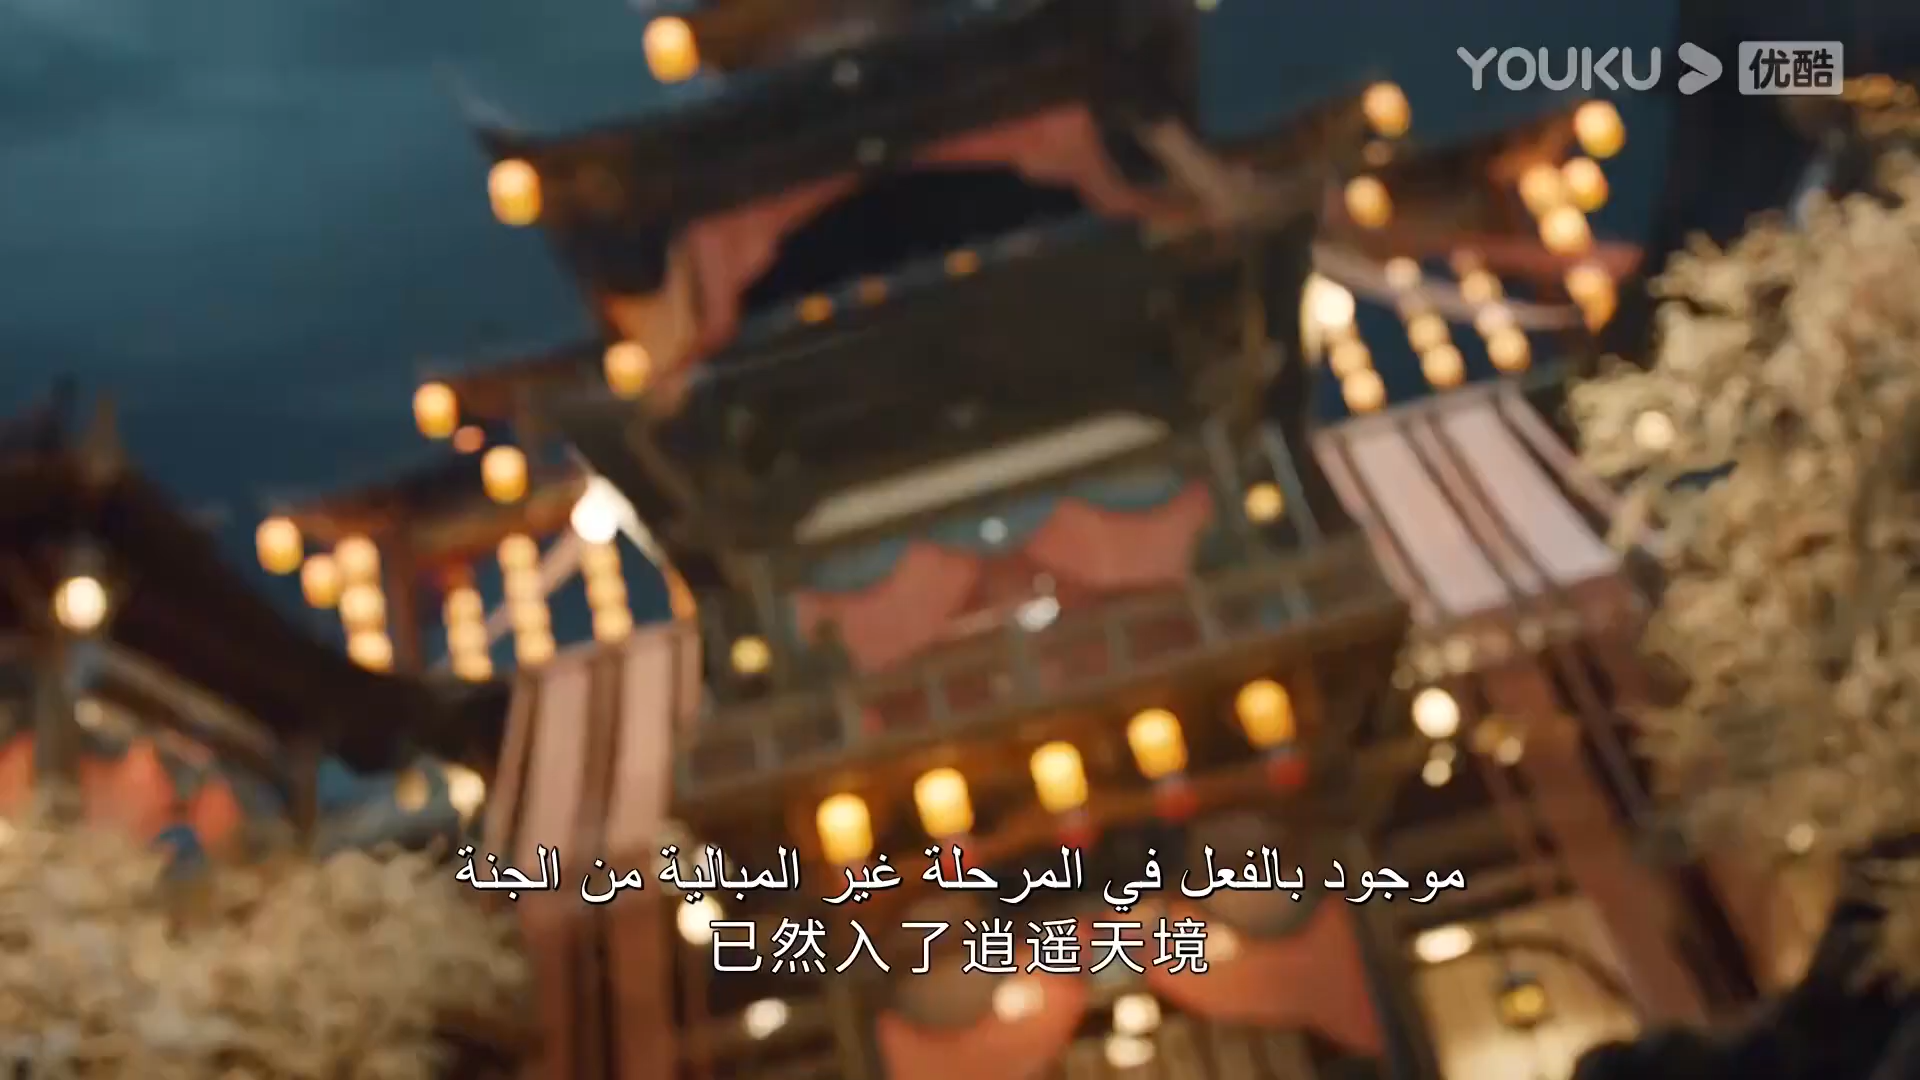 YOUKU 优酷
موجود بالفعل في المرحلة غير المبالية من الجنة
已然入了逍遥天境